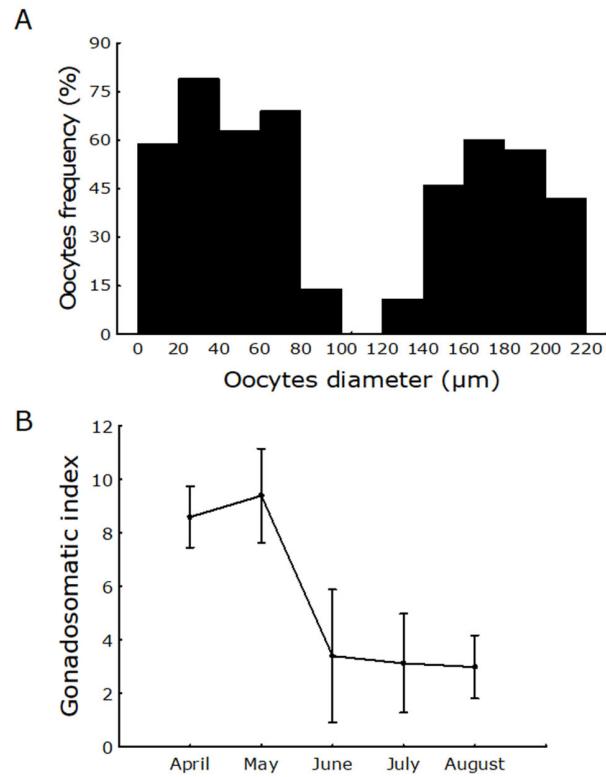 A
Oocytes frequency (%)
90
75
60
45
30
15
0
0 20 40 60 80 100 120 140 160 180 200 220
Oocytes diameter (µm)
B
Gonadosomatic index
12
10
8
6
4
2
0
April May June July August